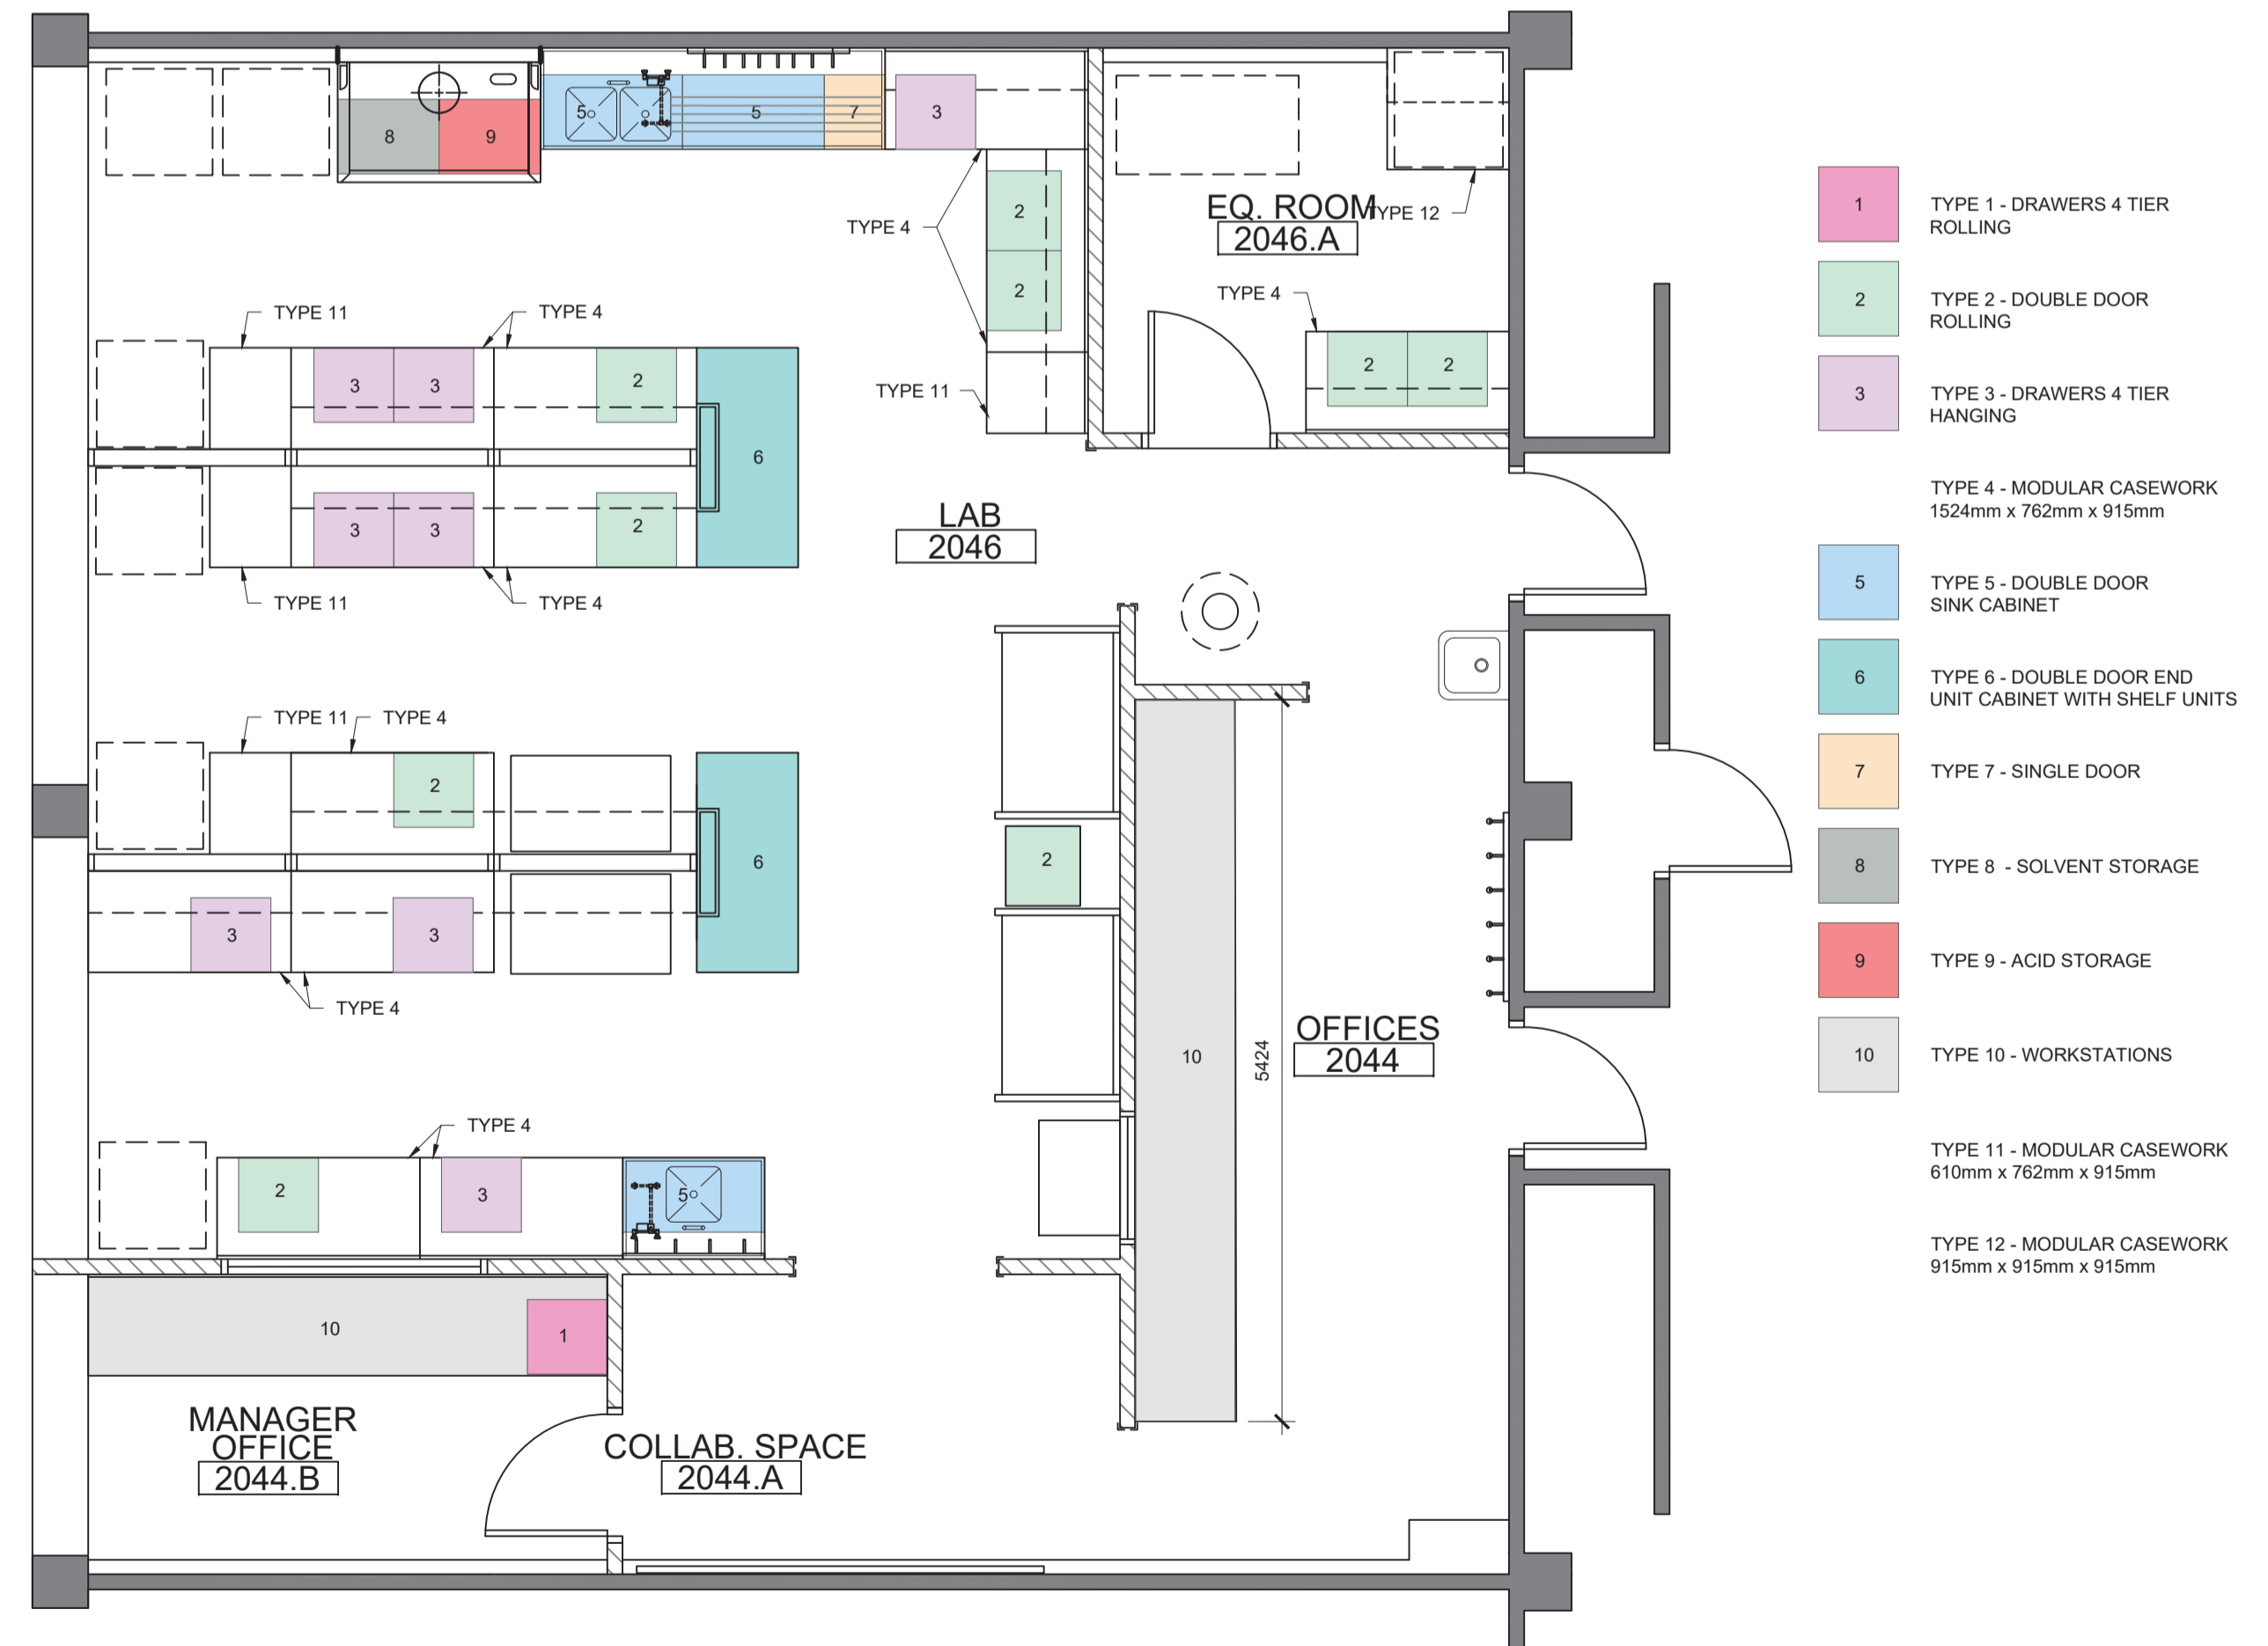 8
9
5
5
7
3
2
2
TYPE 4
EQ. ROOM
2046.A
TYPE 12
TYPE 4
2
2
TYPE 11
TYPE 11
TYPE 4
3
3
2
6
3
3
2
TYPE 11
TYPE 4
LAB
2046
TYPE 11
TYPE 4
2
6
3
3
TYPE 4
2
10
5424
OFFICES
2044
TYPE 4
2
3
5
10
1
MANAGER
OFFICE
2044.B
COLLAB. SPACE
2044.A
1
TYPE 1 - DRAWERS 4 TIER
ROLLING
2
TYPE 2 - DOUBLE DOOR
ROLLING
3
TYPE 3 - DRAWERS 4 TIER
HANGING
TYPE 4 - MODULAR CASEWORK
1524mm x 762mm x 915mm
5
TYPE 5 - DOUBLE DOOR
SINK CABINET
6
TYPE 6 - DOUBLE DOOR END
UNIT CABINET WITH SHELF UNITS
7
TYPE 7 - SINGLE DOOR
8
TYPE 8  - SOLVENT STORAGE
9
TYPE 9 - ACID STORAGE
10
TYPE 10 - WORKSTATIONS
TYPE 11 - MODULAR CASEWORK
610mm x 762mm x 915mm
TYPE 12 - MODULAR CASEWORK
915mm x 915mm x 915mm